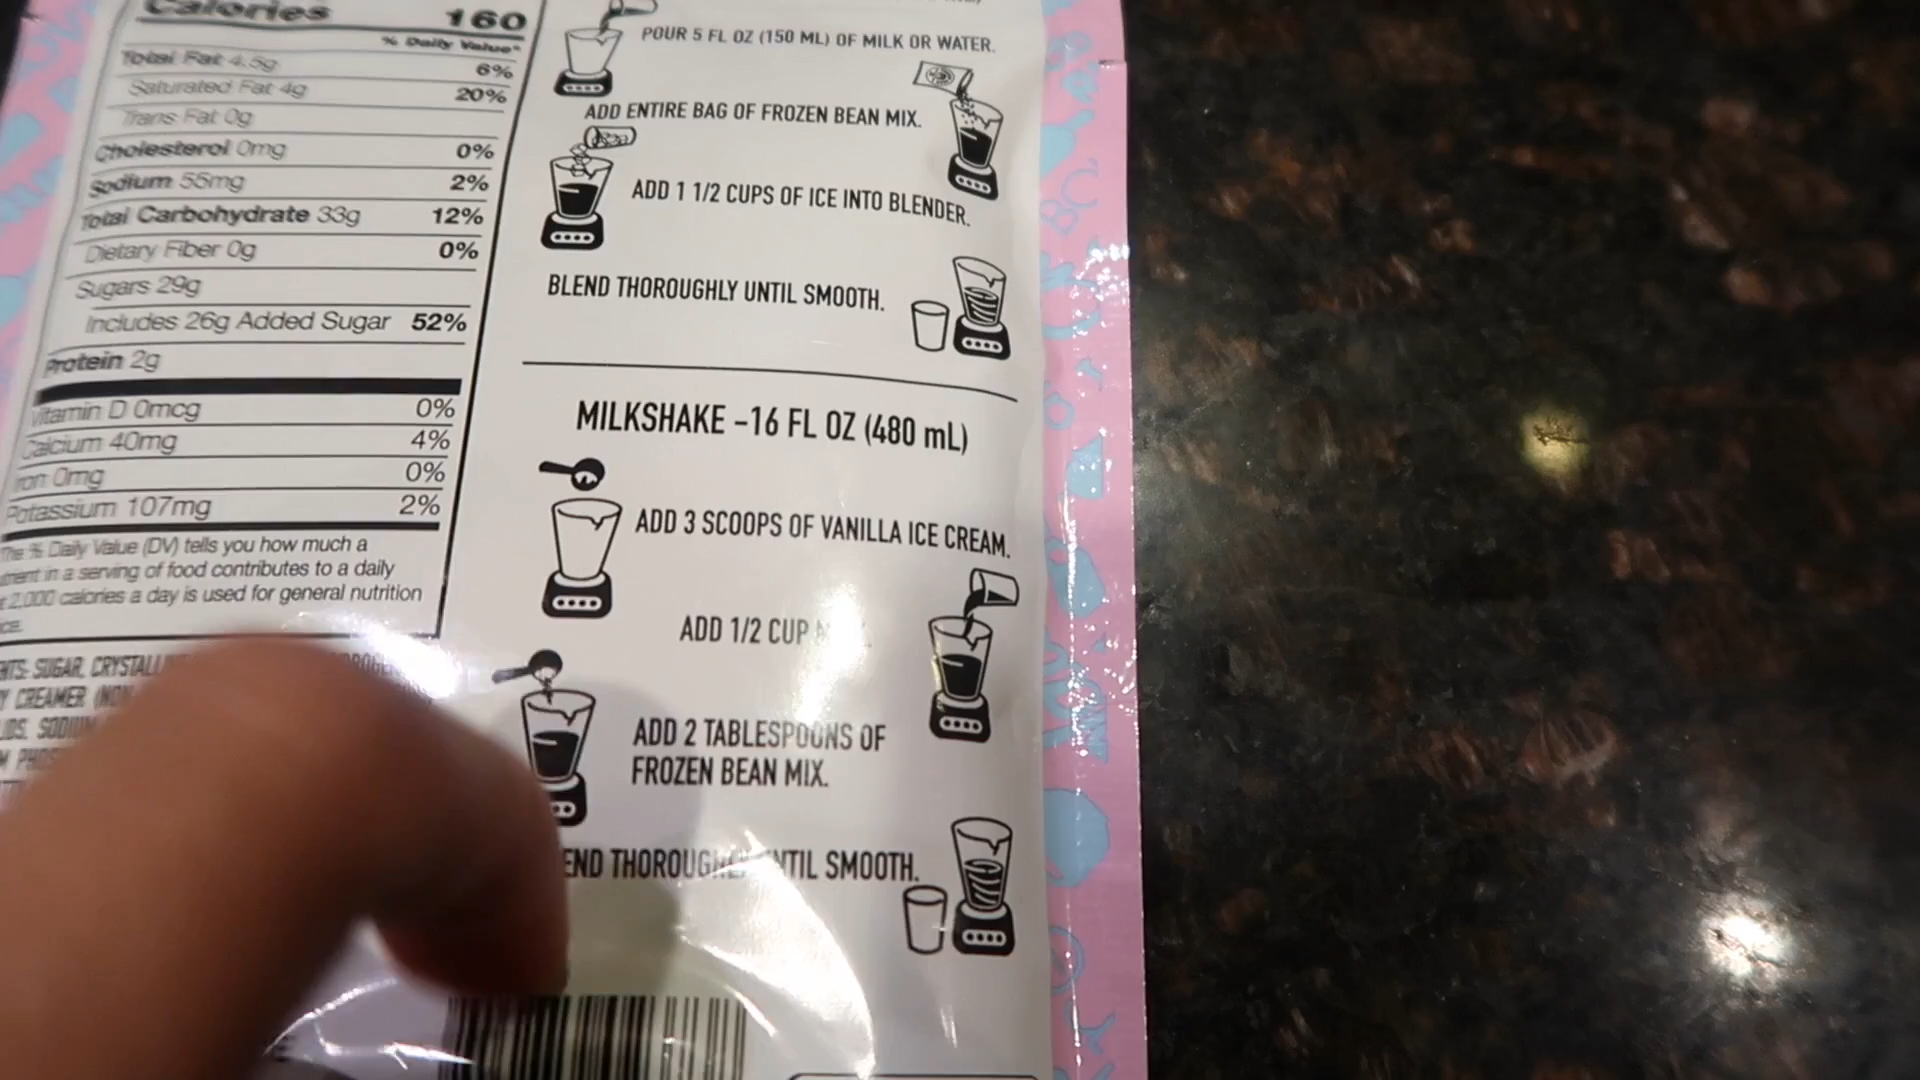 Calories 160
% Daily Value*
Total Fat 4.5g 6%
Saturated Fat 4g 20%
Trans Fat 0g
Cholesterol 0mg 0%
Sodium 55mg 2%
Total Carbohydrate 33g 12%
Dietary Fiber 0g 0%
Sugars 29g
Includes 26g Added Sugar 52%
Protein 2g
Vitamin D 0mcg 0%
Calcium 40mg 4%
Iron 0mg 0%
Potassium 107mg 2%
The % Daily Value (DV) tells you how much a
in a serving of food contributes to a daily
2,000 calories a day is used for general nutrition
SUGAR,
CREAMER
POUR 5 FL OZ (150 ML) OF MILK OR WATER.
ADD ENTIRE BAG OF FROZEN BEAN MIX.
ADD 1 1/2 CUPS OF ICE INTO BLENDER.
BLEND THOROUGHLY UNTIL SMOOTH.
MILKSHAKE -16 FL OZ (480 mL)
ADD 3 SCOOPS OF VANILLA ICE CREAM.
ADD 1/2 CUP
ADD 2 TABLESPOONS OF
FROZEN BEAN MIX.
THOROUGHLY UNTIL SMOOTH.